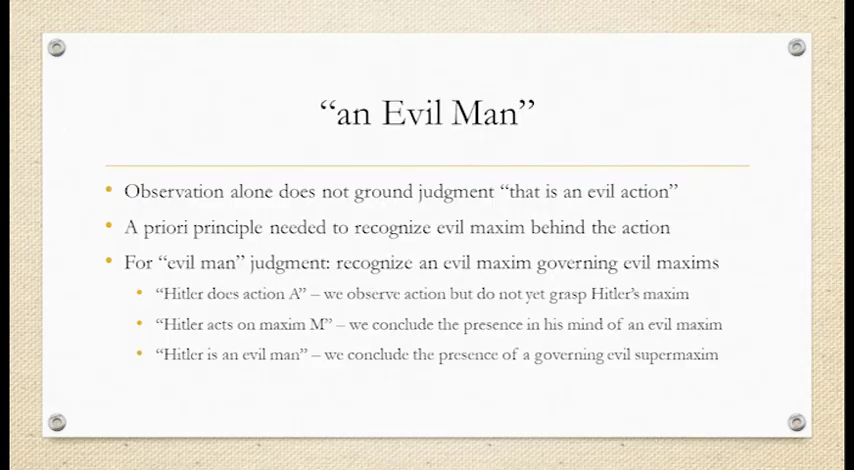 “an Evil Man”
Observation alone does not ground judgment “that is an evil action”
A priori principle needed to recognize evil maxim behind the action
For “evil man” judgment: recognize an evil maxim governing evil maxims
“Hitler does action A” – we observe action but do not yet grasp Hitler’s maxim
“Hitler acts on maxim M” – we conclude the presence in his mind of an evil maxim
“Hitler is an evil man” – we conclude the presence of a governing evil supermaxim